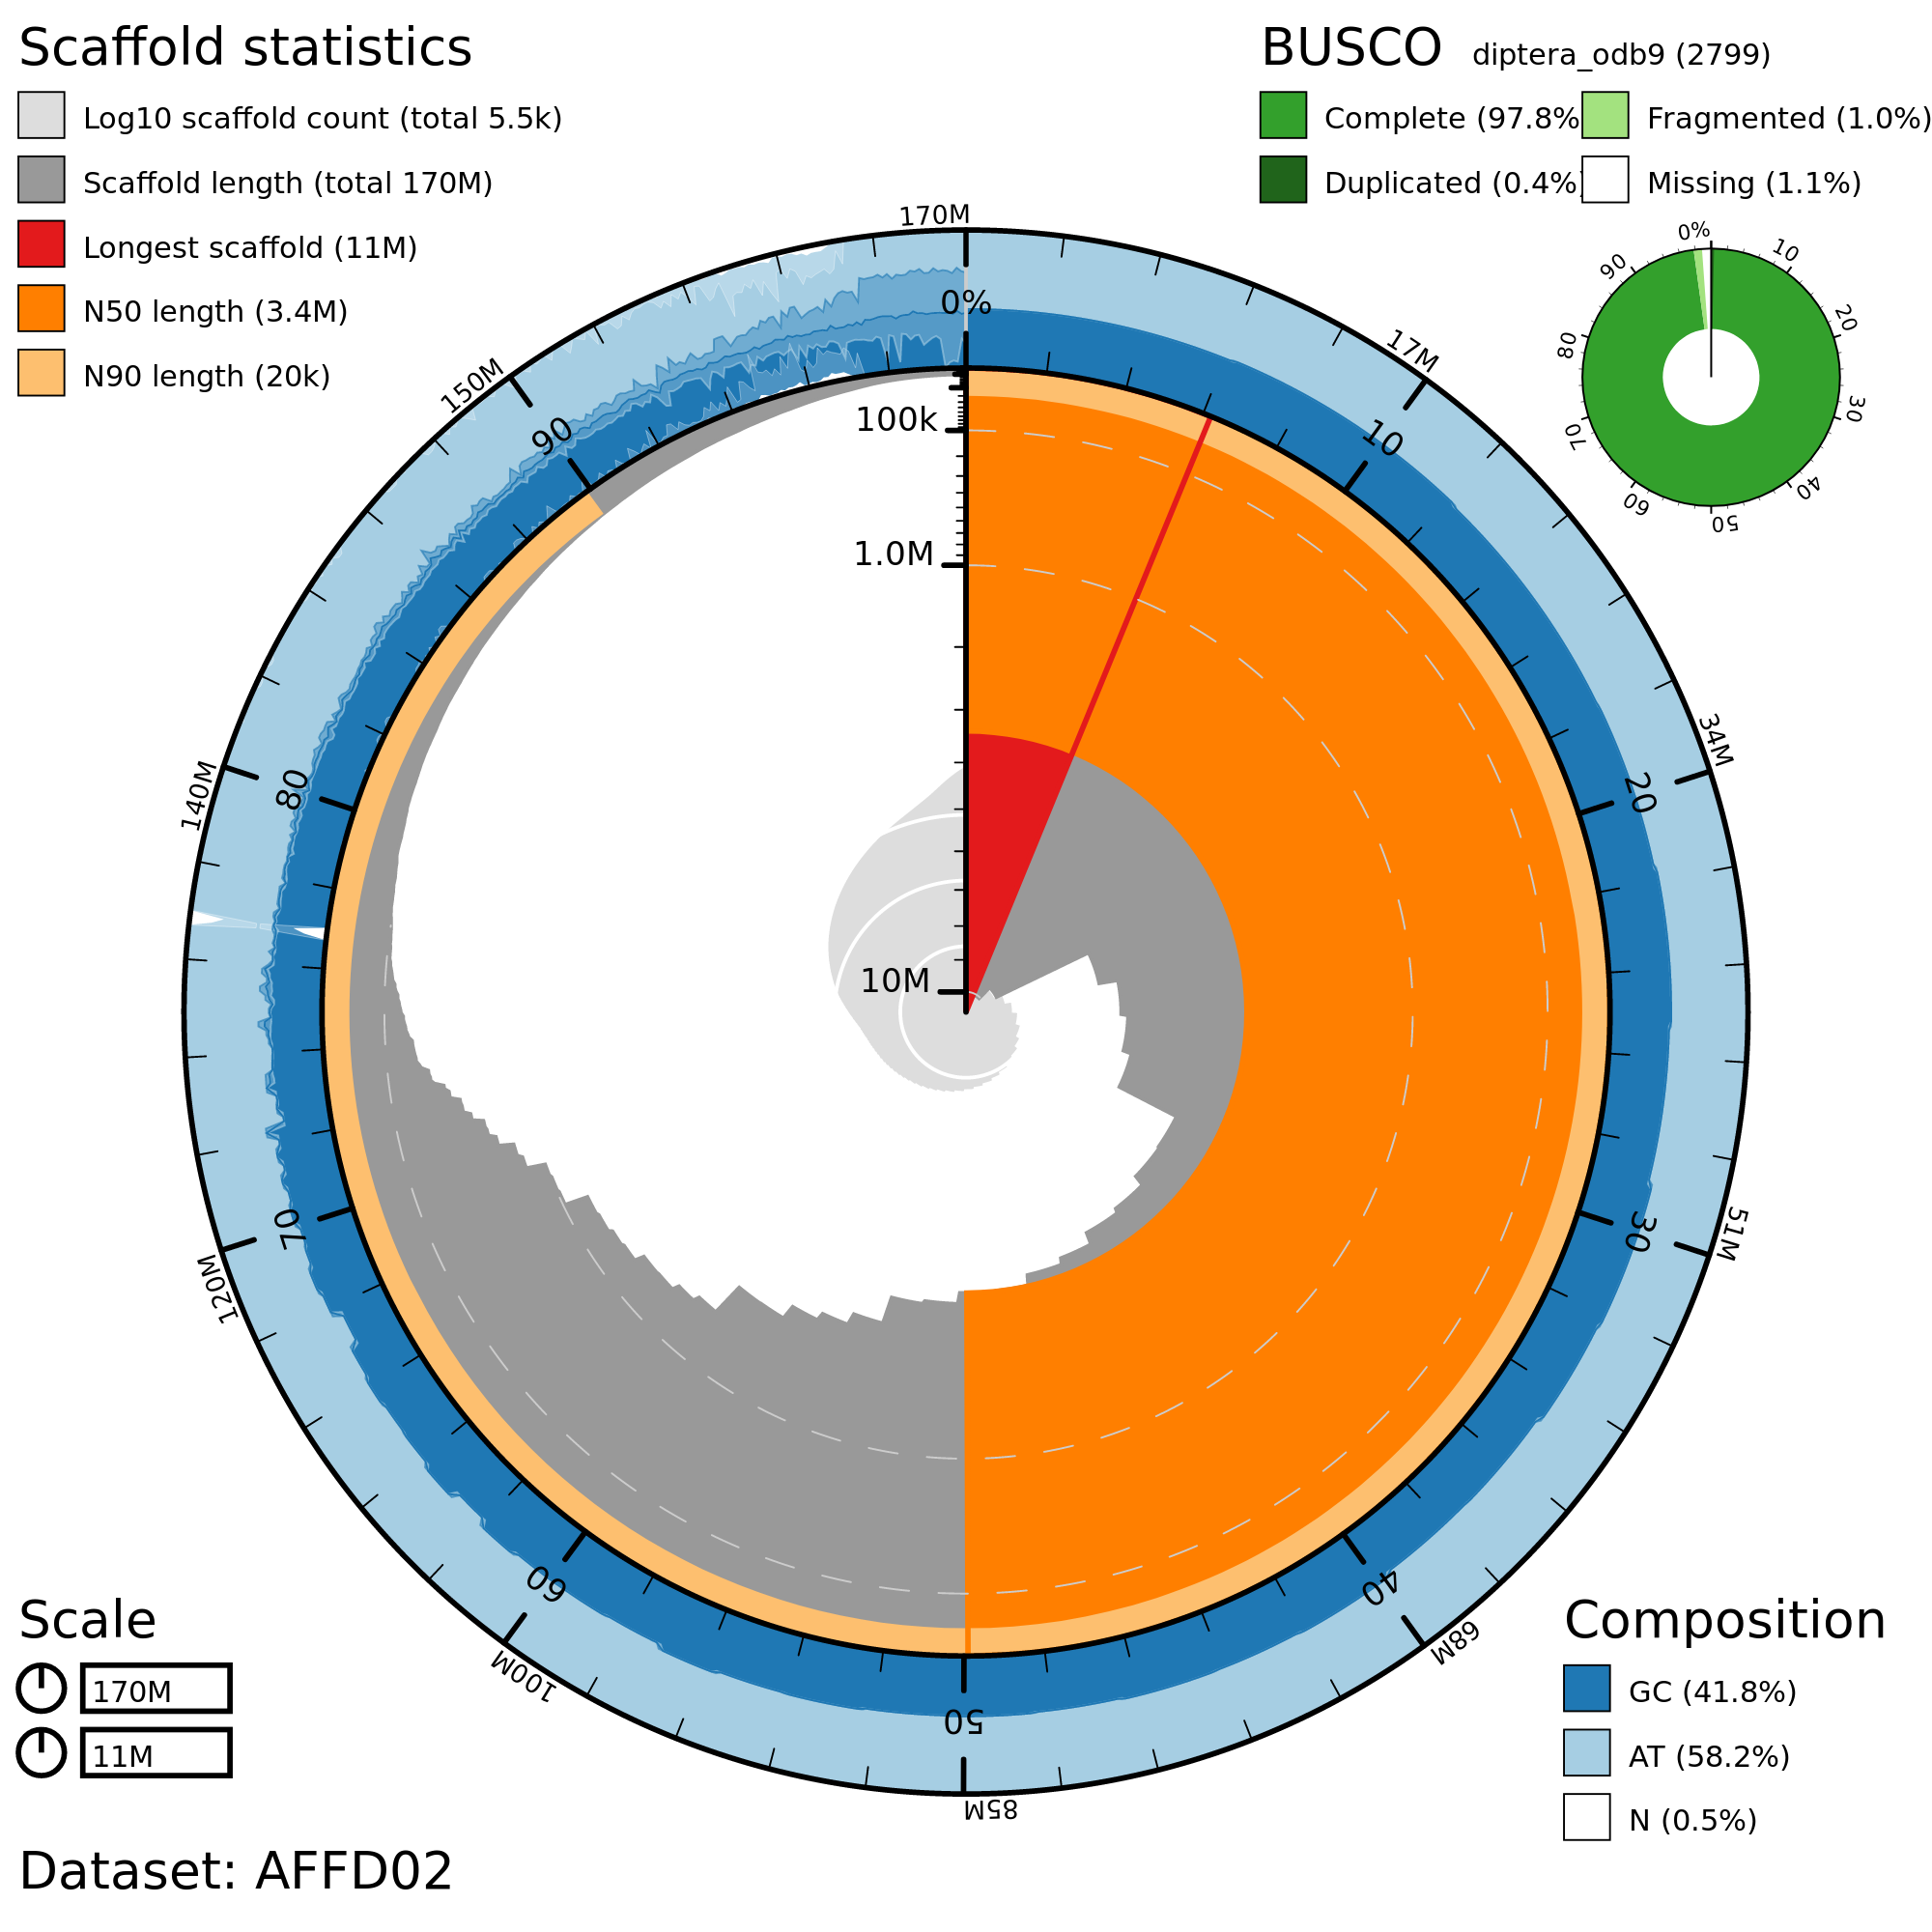 Scaffold statistics
Log10 scaffold count (total 5.5k)
Scaffold length (total 170M)
Longest scaffold (11M)
N50 length (3.4M)
N90 length (20k)
BUSCO diptera_odb9 (2799)
Complete (97.8%
Fragmented (1.0%)
Duplicated (0.4%)
Missing (1.1%)
0%
10
20
30
40
50
60
70
80
90
170M
17M
34M
51M
68M
85M
100M
120M
140M
150M
0%
10
20
30
40
50
60
70
80
90
100k
1.0M
10M
Scale
170M
11M
Composition
GC (41.8%)
AT (58.2%)
N (0.5%)
Dataset: AFFD02